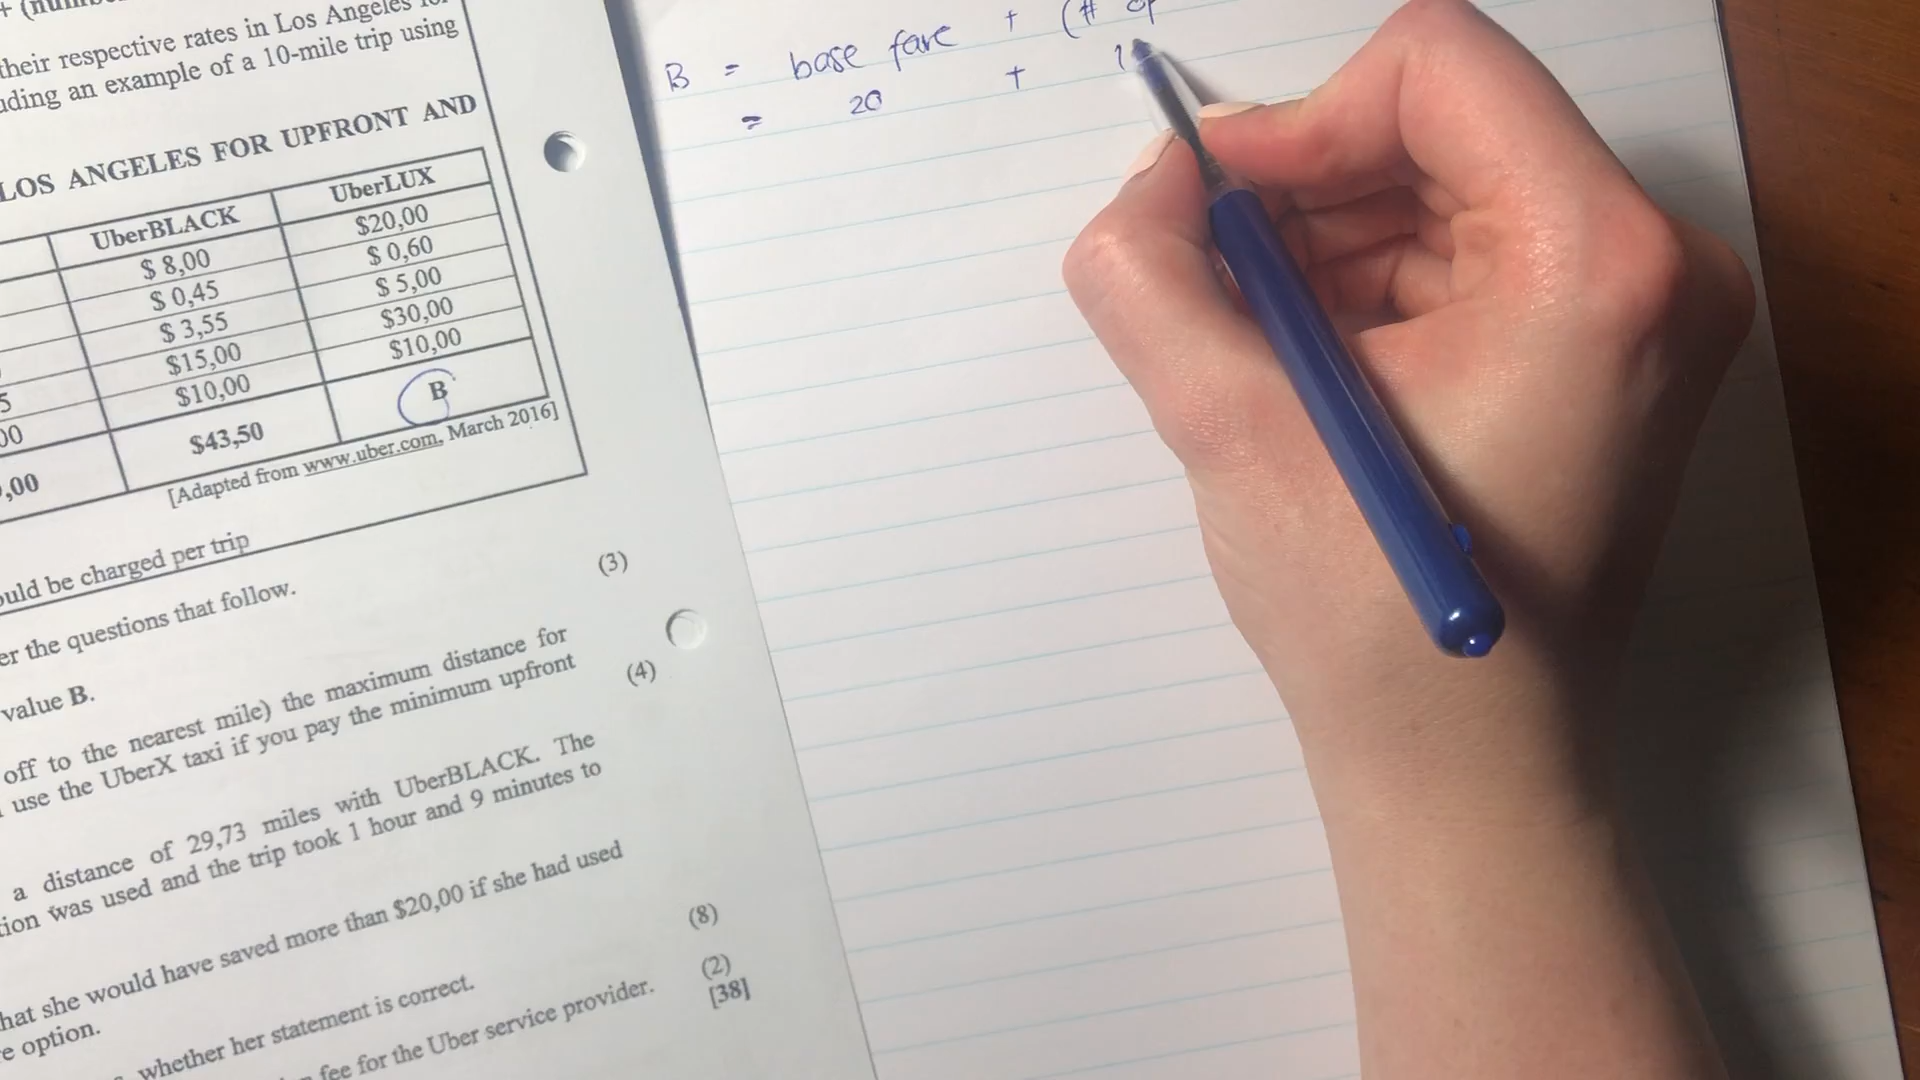 + (num
their respective rates in Los Angeles
uding an example of a 10-mile trip using
LOS ANGELES FOR UPFRONT AND
UberBLACK UberLUX
$ 8,00 $20,00
$ 0,45 $ 0,60
$ 3,55 $ 5,00
$15,00 $30,00
5 $10,00 $10,00
00
,00 $43,50 B
[Adapted from www.uber.com, March 2016]
ould be charged per trip
er the questions that follow. (3)
value B.
off to the nearest mile) the maximum distance for
use the UberX taxi if you pay the minimum upfront (4)
a distance of 29,73 miles with UberBLACK. The
tion was used and the trip took 1 hour and 9 minutes to
hat she would have saved more than $20,00 if she had used
e option. (8)
whether her statement is correct. (2)
fee for the Uber service provider. [38]
B = base fare + (# of
= 20 + 1